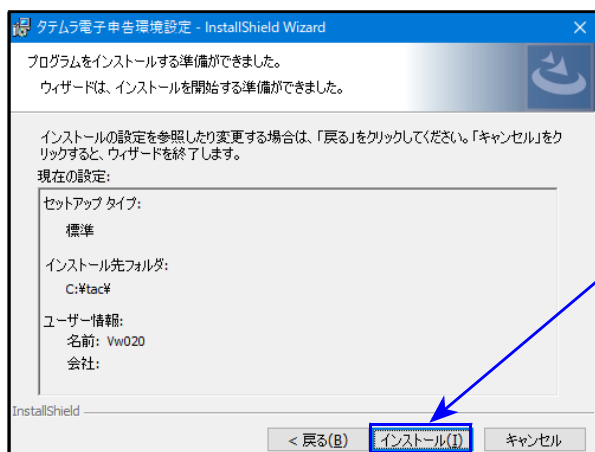 タテムラ電子申告環境設定 - InstallShield Wizard
プログラムをインストールする準備ができました。
ウィザードは、インストールを開始する準備ができました。
インストールの設定を参照したり変更する場合は、「戻る」をクリックしてください。「キャンセル」をク
リックすると、ウィザードを終了します。
現在の設定:
セットアップ タイプ:
標準
インストール先フォルダ:
C:¥tac¥
ユーザー情報:
名前: Vw020
会社:
InstallShield
< 戻る(B)
インストール(I)
キャンセル